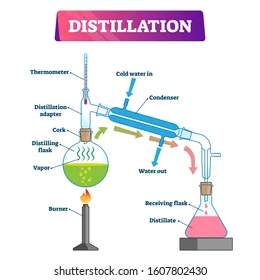 DISTILLATION
Thermometer
Cold water in
Condenser
Distillation
adapter
Cork
Distilling
flask
Vapor
Water out
Burner
Receiving flask
Distillate
shutterstock.com · 1607802430